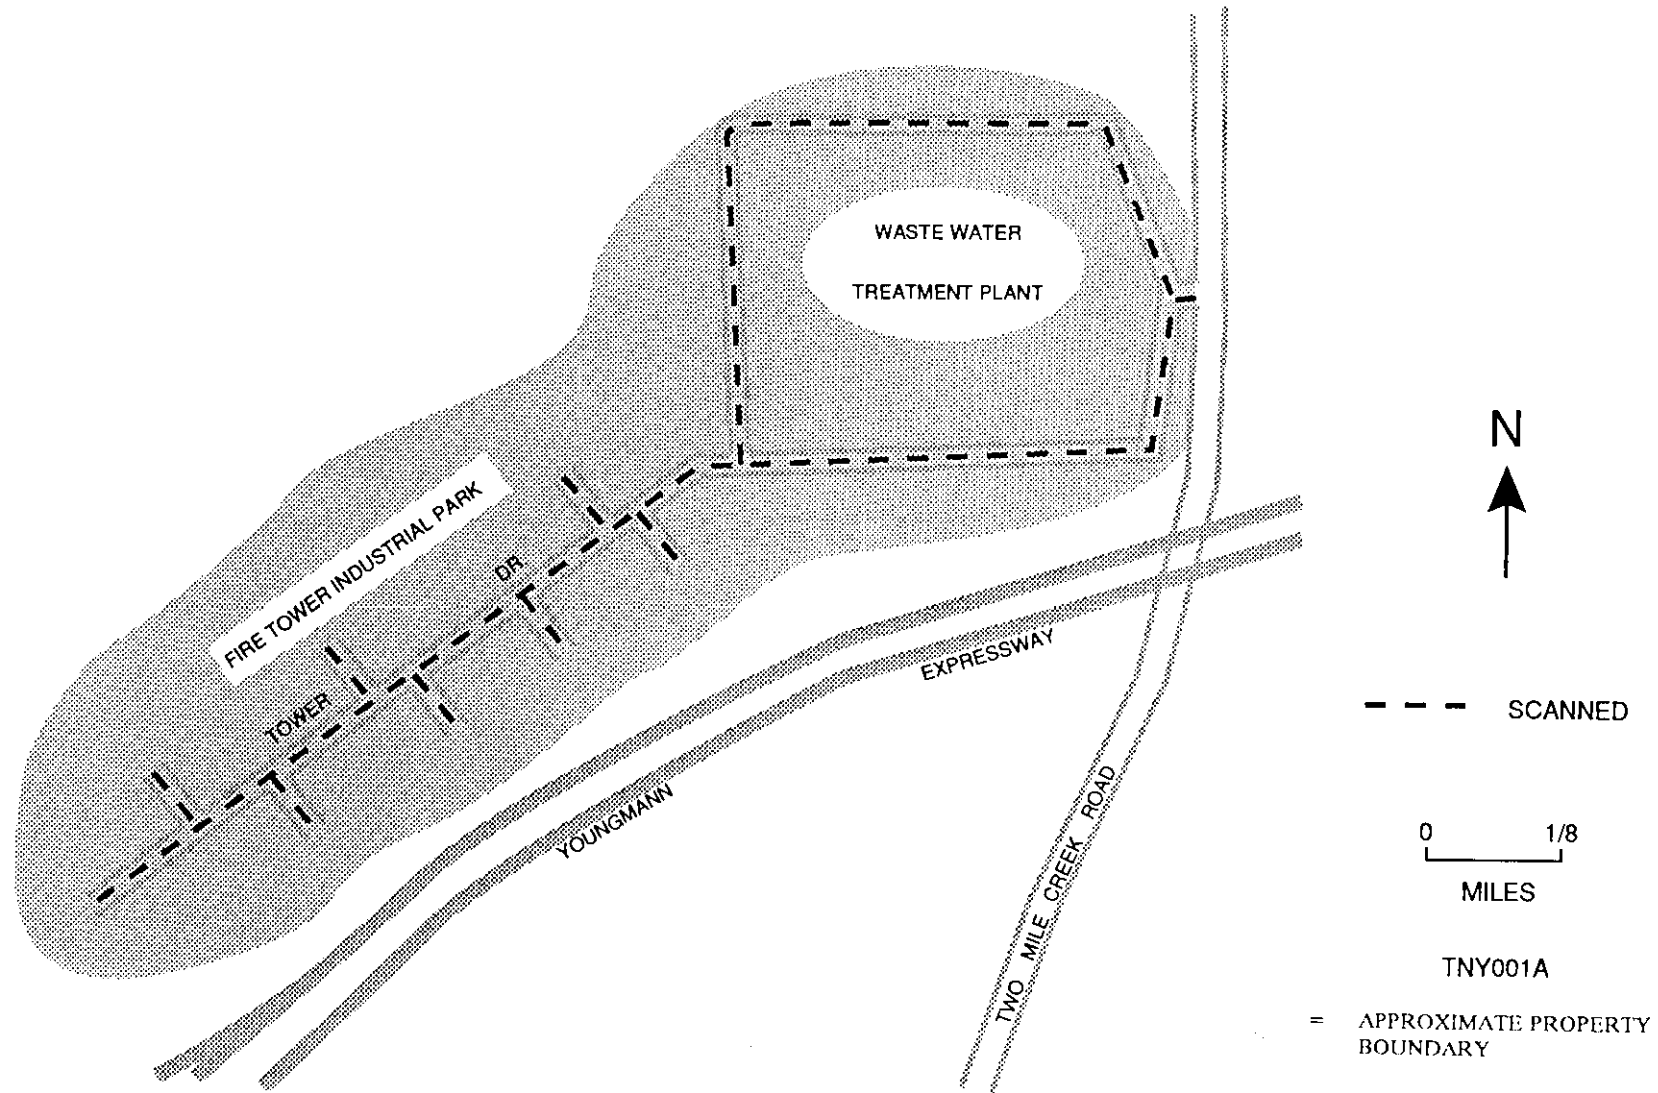 WASTE WATER
TREATMENT PLANT
N
FIRE TOWER INDUSTRIAL PARK
TOWER DR
YOUNGMANN EXPRESSWAY
TWO MILE CREEK ROAD
SCANNED
0 1/8
MILES
TNY001A
= APPROXIMATE PROPERTY
BOUNDARY